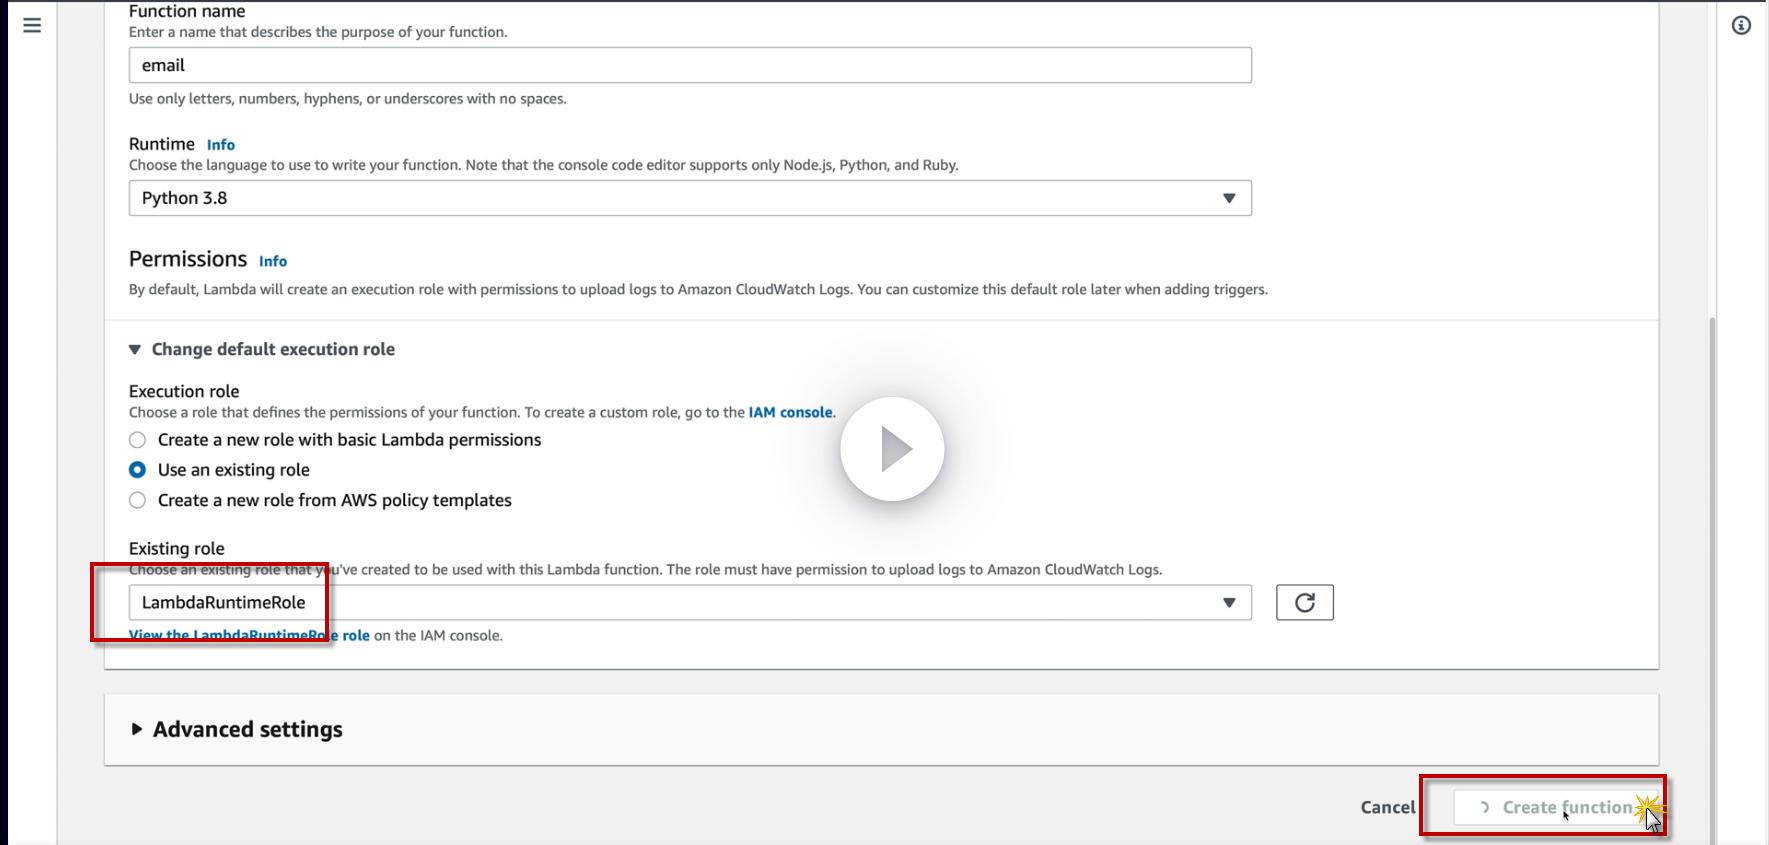 Function name
Enter a name that describes the purpose of your function.
email
Use only letters, numbers, hyphens, or underscores with no spaces.
Runtime Info
Choose the language to use to write your function. Note that the console code editor supports only Node.js, Python, and Ruby.
Python 3.8
Permissions Info
By default, Lambda will create an execution role with permissions to upload logs to Amazon CloudWatch Logs. You can customize this default role later when adding triggers.
Change default execution role
Execution role
Choose a role that defines the permissions of your function. To create a custom role, go to the IAM console.
Create a new role with basic Lambda permissions
Use an existing role
Create a new role from AWS policy templates
Existing role
Choose an existing role that you've created to be used with this Lambda function. The role must have permission to upload logs to Amazon CloudWatch Logs.
LambdaRuntimeRole
View the LambdaRuntimeRole role on the IAM console.
Advanced settings
Cancel Create function